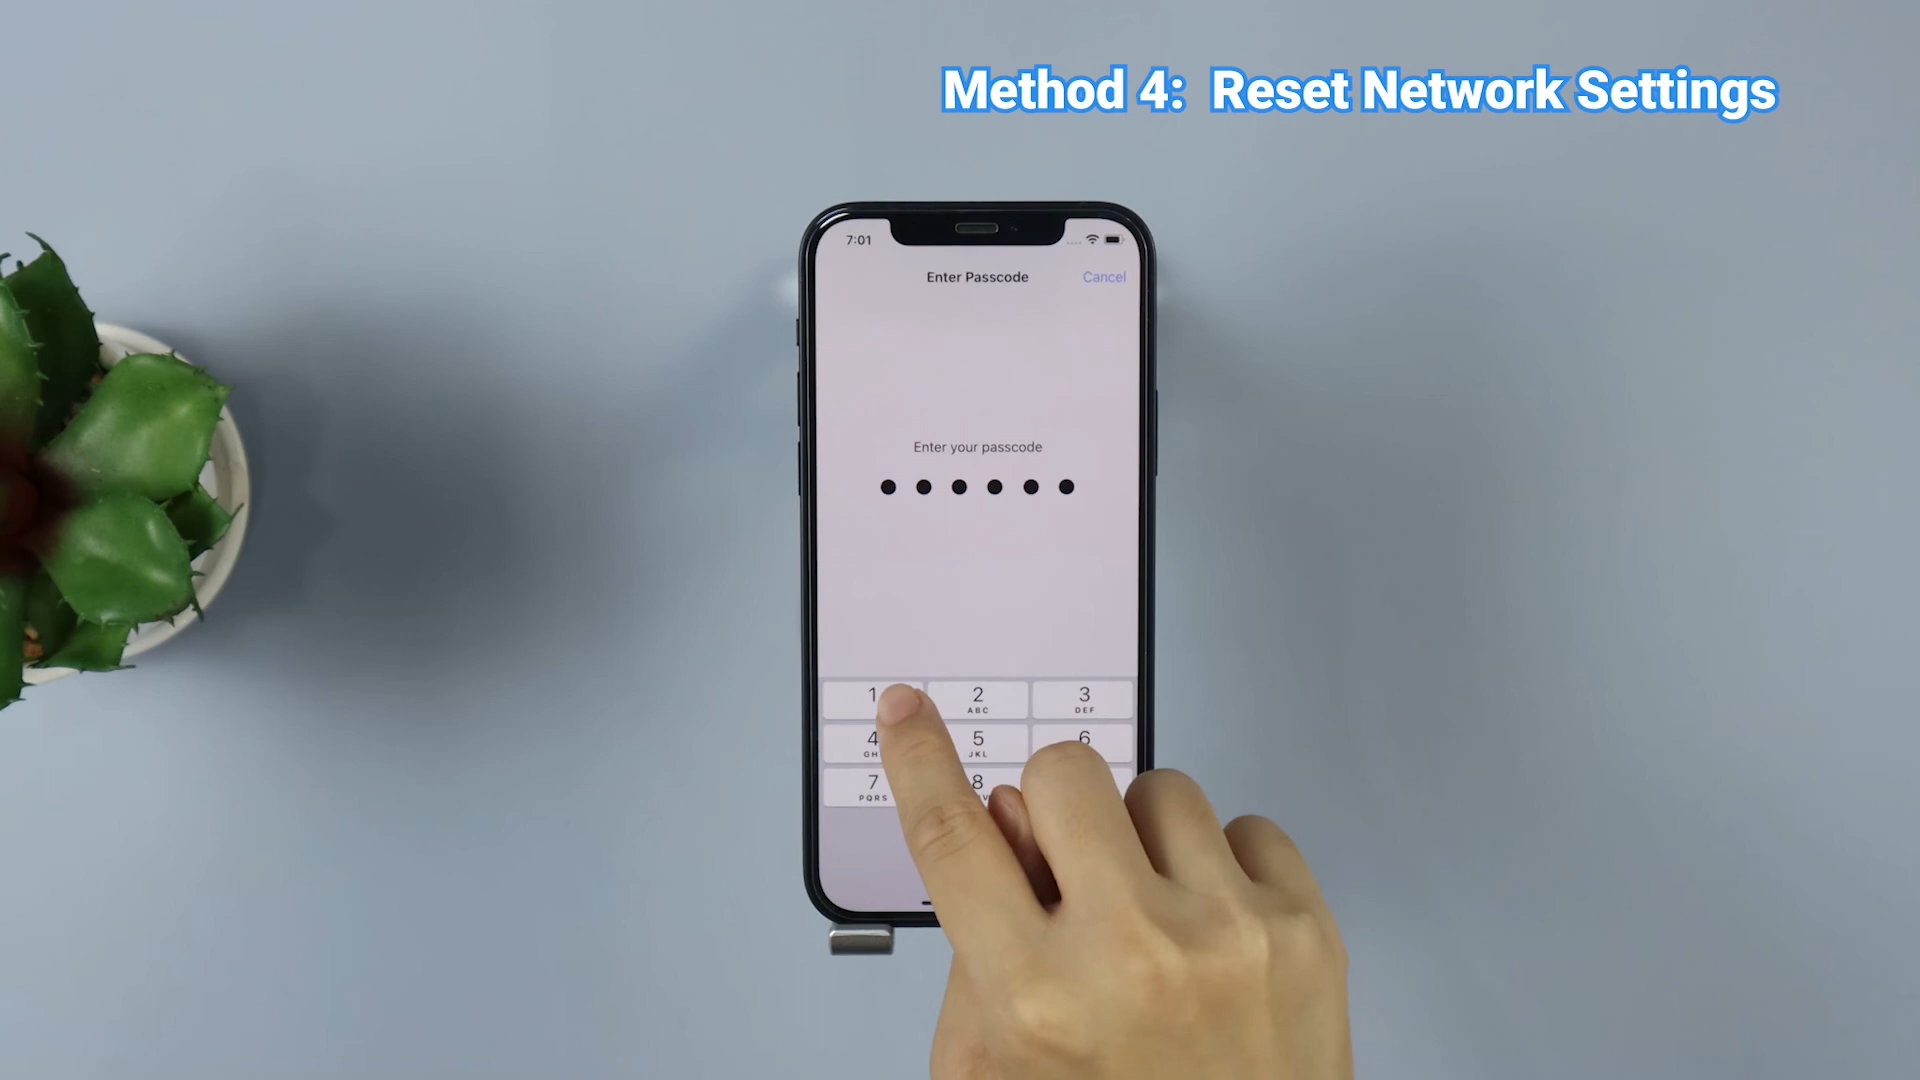 Method 4: Reset Network Settings
7:01
Enter Passcode
Cancel
Enter your passcode
1
2
3
ABC
DEF
4
5
6
GH
JKL
7
8
PQRS